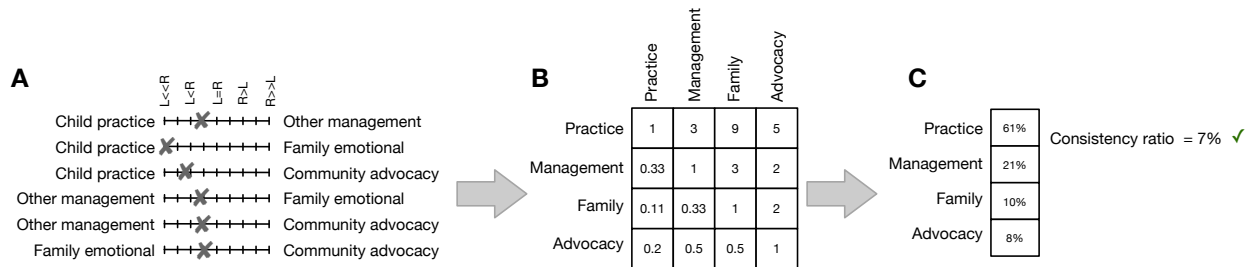 A
L<<R
L<R
L=R
R>L
R>>L
Child practice Other management
Child practice Family emotional
Child practice Community advocacy
Other management Family emotional
Other management Community advocacy
Family emotional Community advocacy
B
Practice
Management
Family
Advocacy
Practice 1 3 9 5
Management 0.33 1 3 2
Family 0.11 0.33 1 2
Advocacy 0.2 0.5 0.5 1
C
Practice 61%
Management 21%
Family 10%
Advocacy 8%
Consistency ratio = 7% ✓